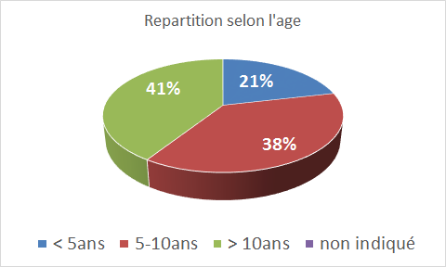 Repartition selon l'age
21%
41%
38%
< 5ans 5-10ans > 10ans non indiqué